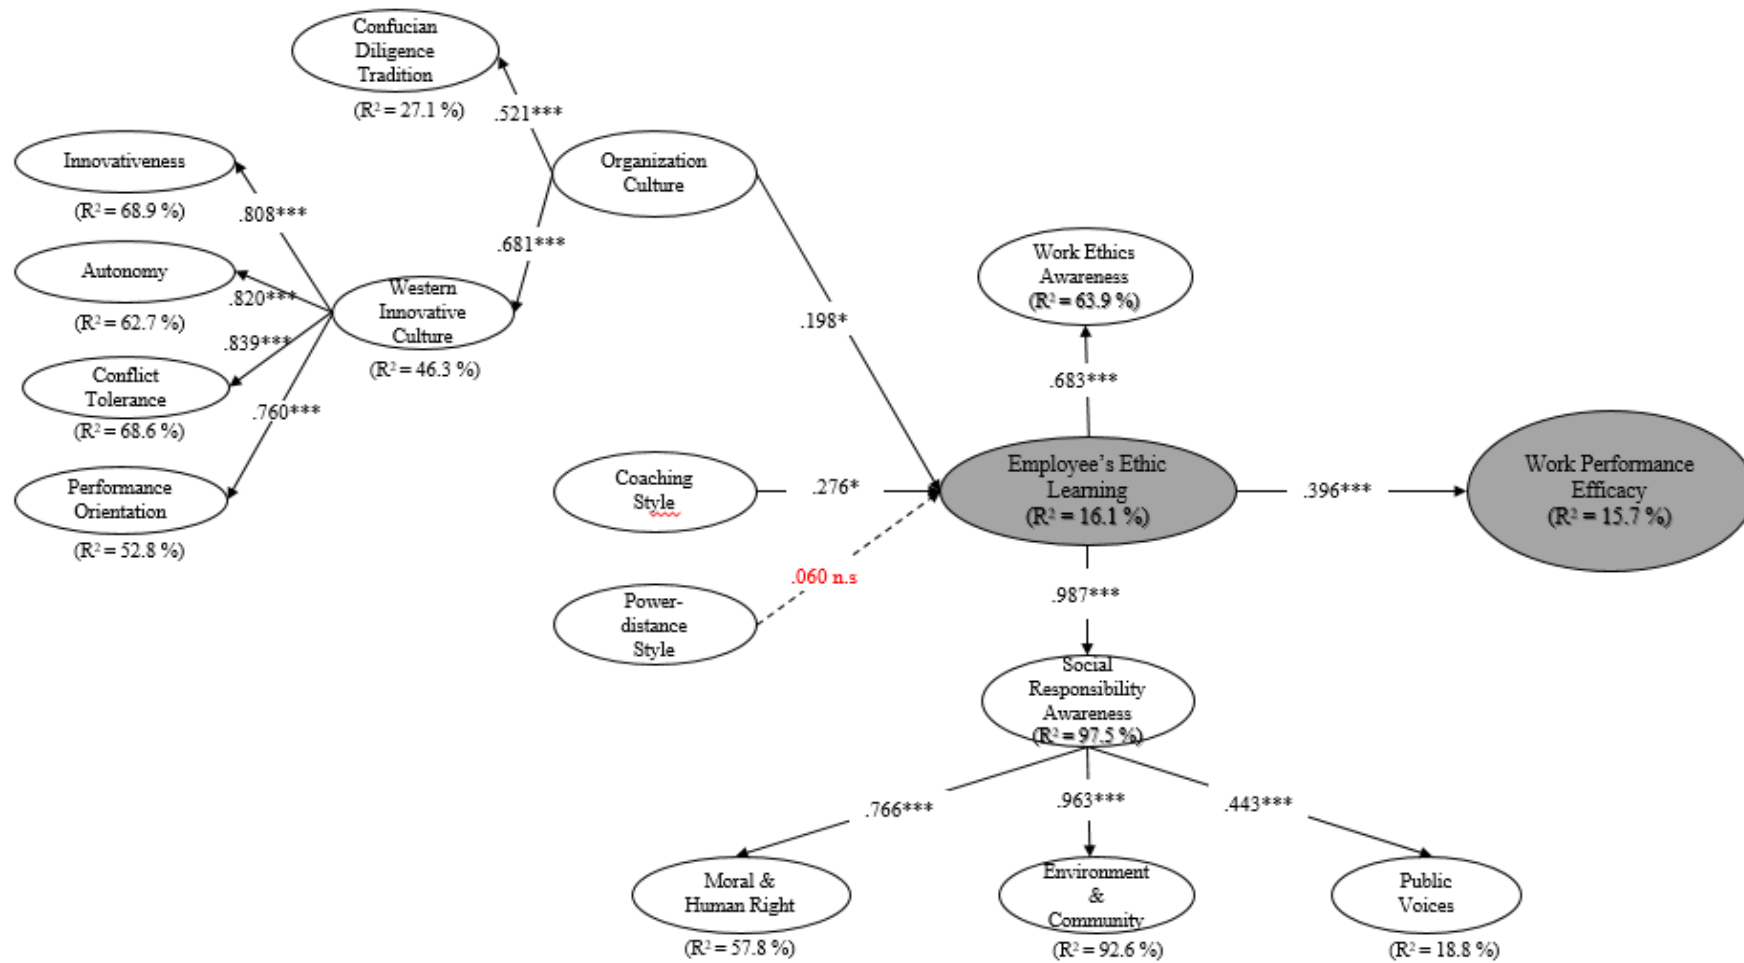 Confucian
Diligence
Tradition
(R² = 27.1 %)
.521***
Innovativeness
(R² = 68.9 %)
.808***
Organization
Culture
.681***
Autonomy
(R² = 62.7 %)
.820***
Western
Innovative
Culture
(R² = 46.3 %)
.839***
Conflict
Tolerance
(R² = 68.6 %)
.760***
Performance
Orientation
(R² = 52.8 %)
.198*
Work Ethics
Awareness
(R² = 63.9 %)
.683***
Coaching
Style
.276*
Employee’s Ethic
Learning
(R² = 16.1 %)
.396***
Work Performance
Efficacy
(R² = 15.7 %)
.060 n.s
Power-
distance
Style
.987***
Social
Responsibility
Awareness
(R² = 97.5 %)
.766***
.963***
.443***
Moral &
Human Right
(R² = 57.8 %)
Environment
&
Community
(R² = 92.6 %)
Public
Voices
(R² = 18.8 %)